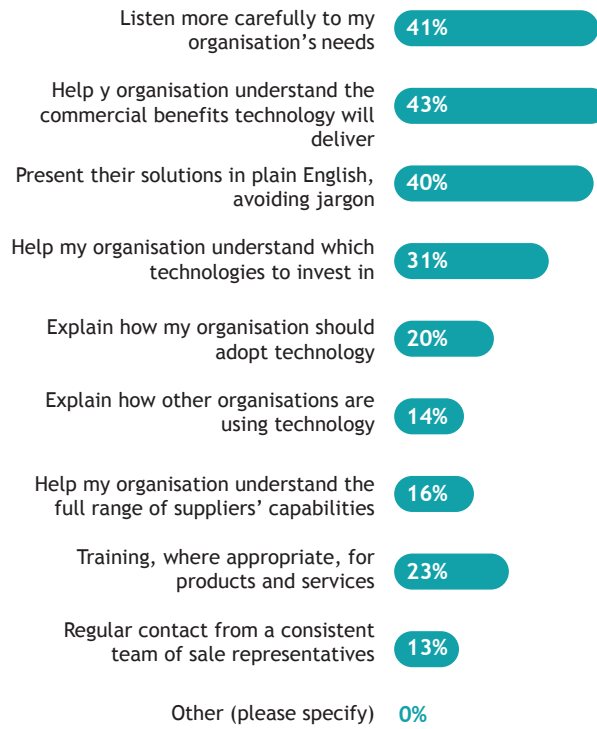 Listen more carefully to my
organisation’s needs
41%
Help y organisation understand the
commercial benefits technology will
deliver
43%
Present their solutions in plain English,
avoiding jargon
40%
Help my organisation understand which
technologies to invest in
31%
Explain how my organisation should
adopt technology
20%
Explain how other organisations are
using technology
14%
Help my organisation understand the
full range of suppliers’ capabilities
16%
Training, where appropriate, for
products and services
23%
Regular contact from a consistent
team of sale representatives
13%
Other (please specify)
0%